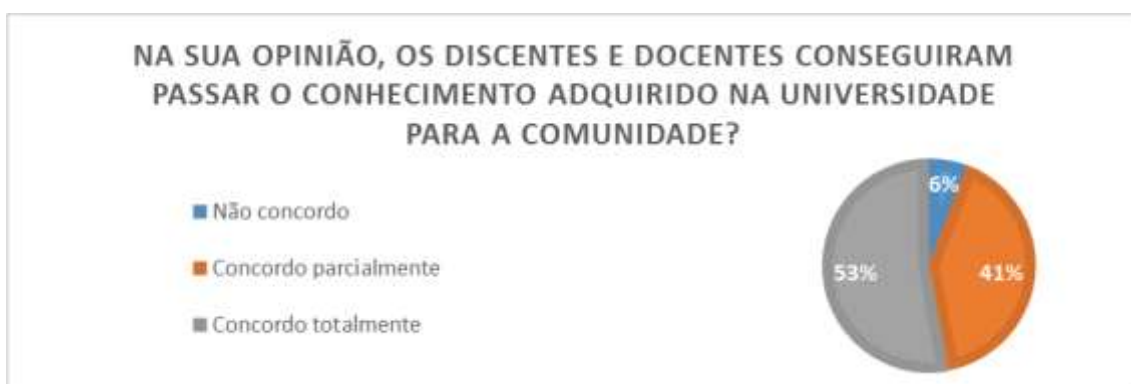 NA SUA OPINIÃO, OS DISCENTES E DOCENTES CONSEGUIRAM
PASSAR O CONHECIMENTO ADQUIRIDO NA UNIVERSIDADE
PARA A COMUNIDADE?
Não concordo
Concordo parcialmente
Concordo totalmente
6%
53%
41%